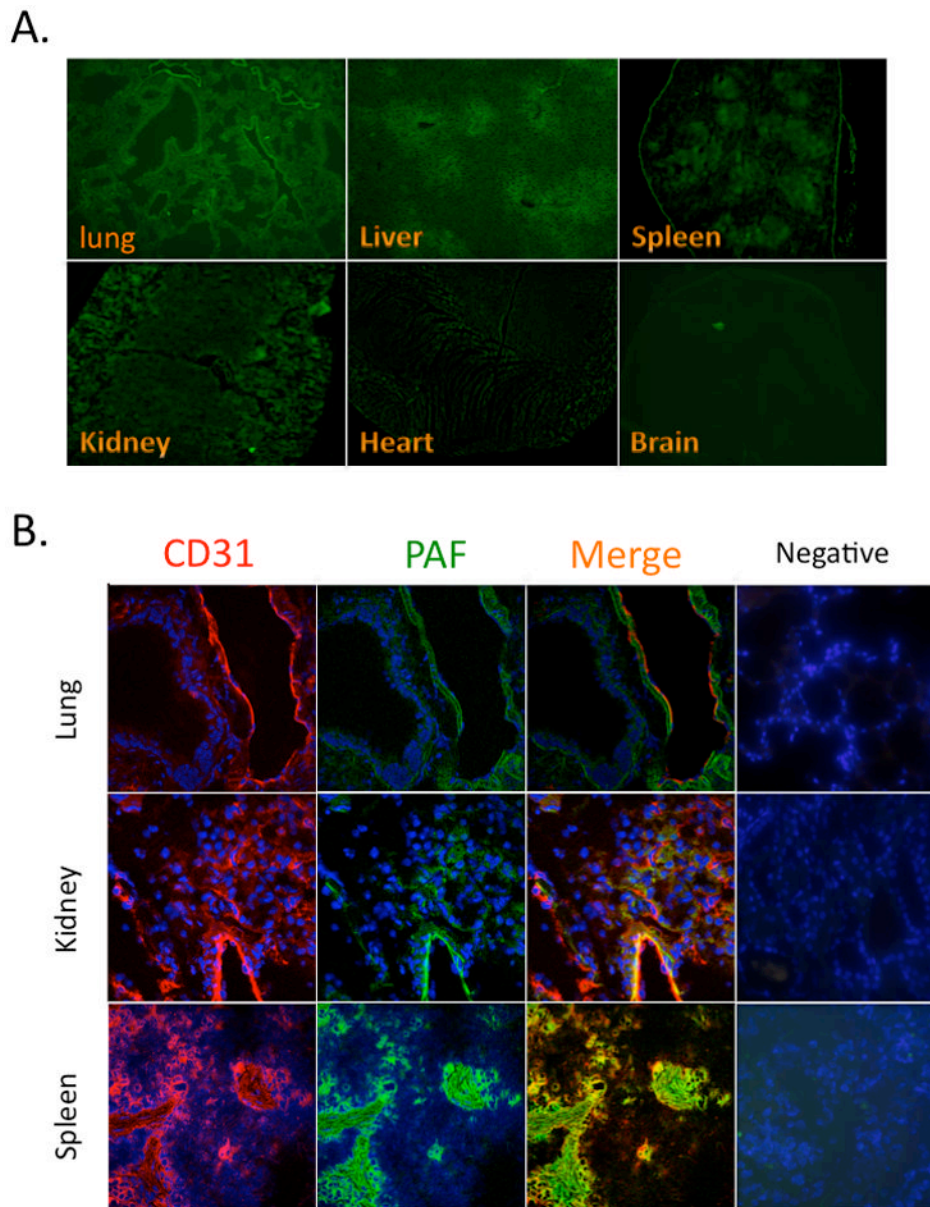 A.
lung Liver Spleen
Kidney Heart Brain
B.
CD31 PAF Merge Negative
Lung
Kidney
Spleen